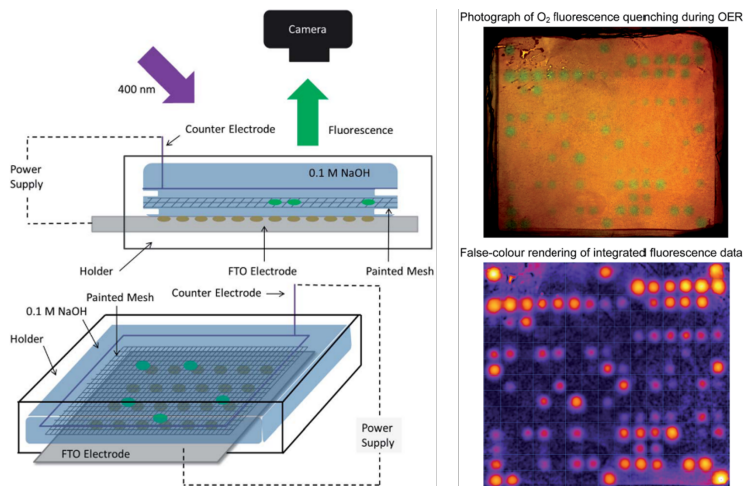 Camera
400 nm
Counter Electrode
Fluorescence
Power
Supply
0.1 M NaOH
Holder
FTO Electrode
Painted Mesh
Painted Mesh
Counter Electrode
0.1 M NaOH
Holder
Power
Supply
FTO Electrode
Photograph of O₂ fluorescence quenching during OER
False-colour rendering of integrated fluorescence data